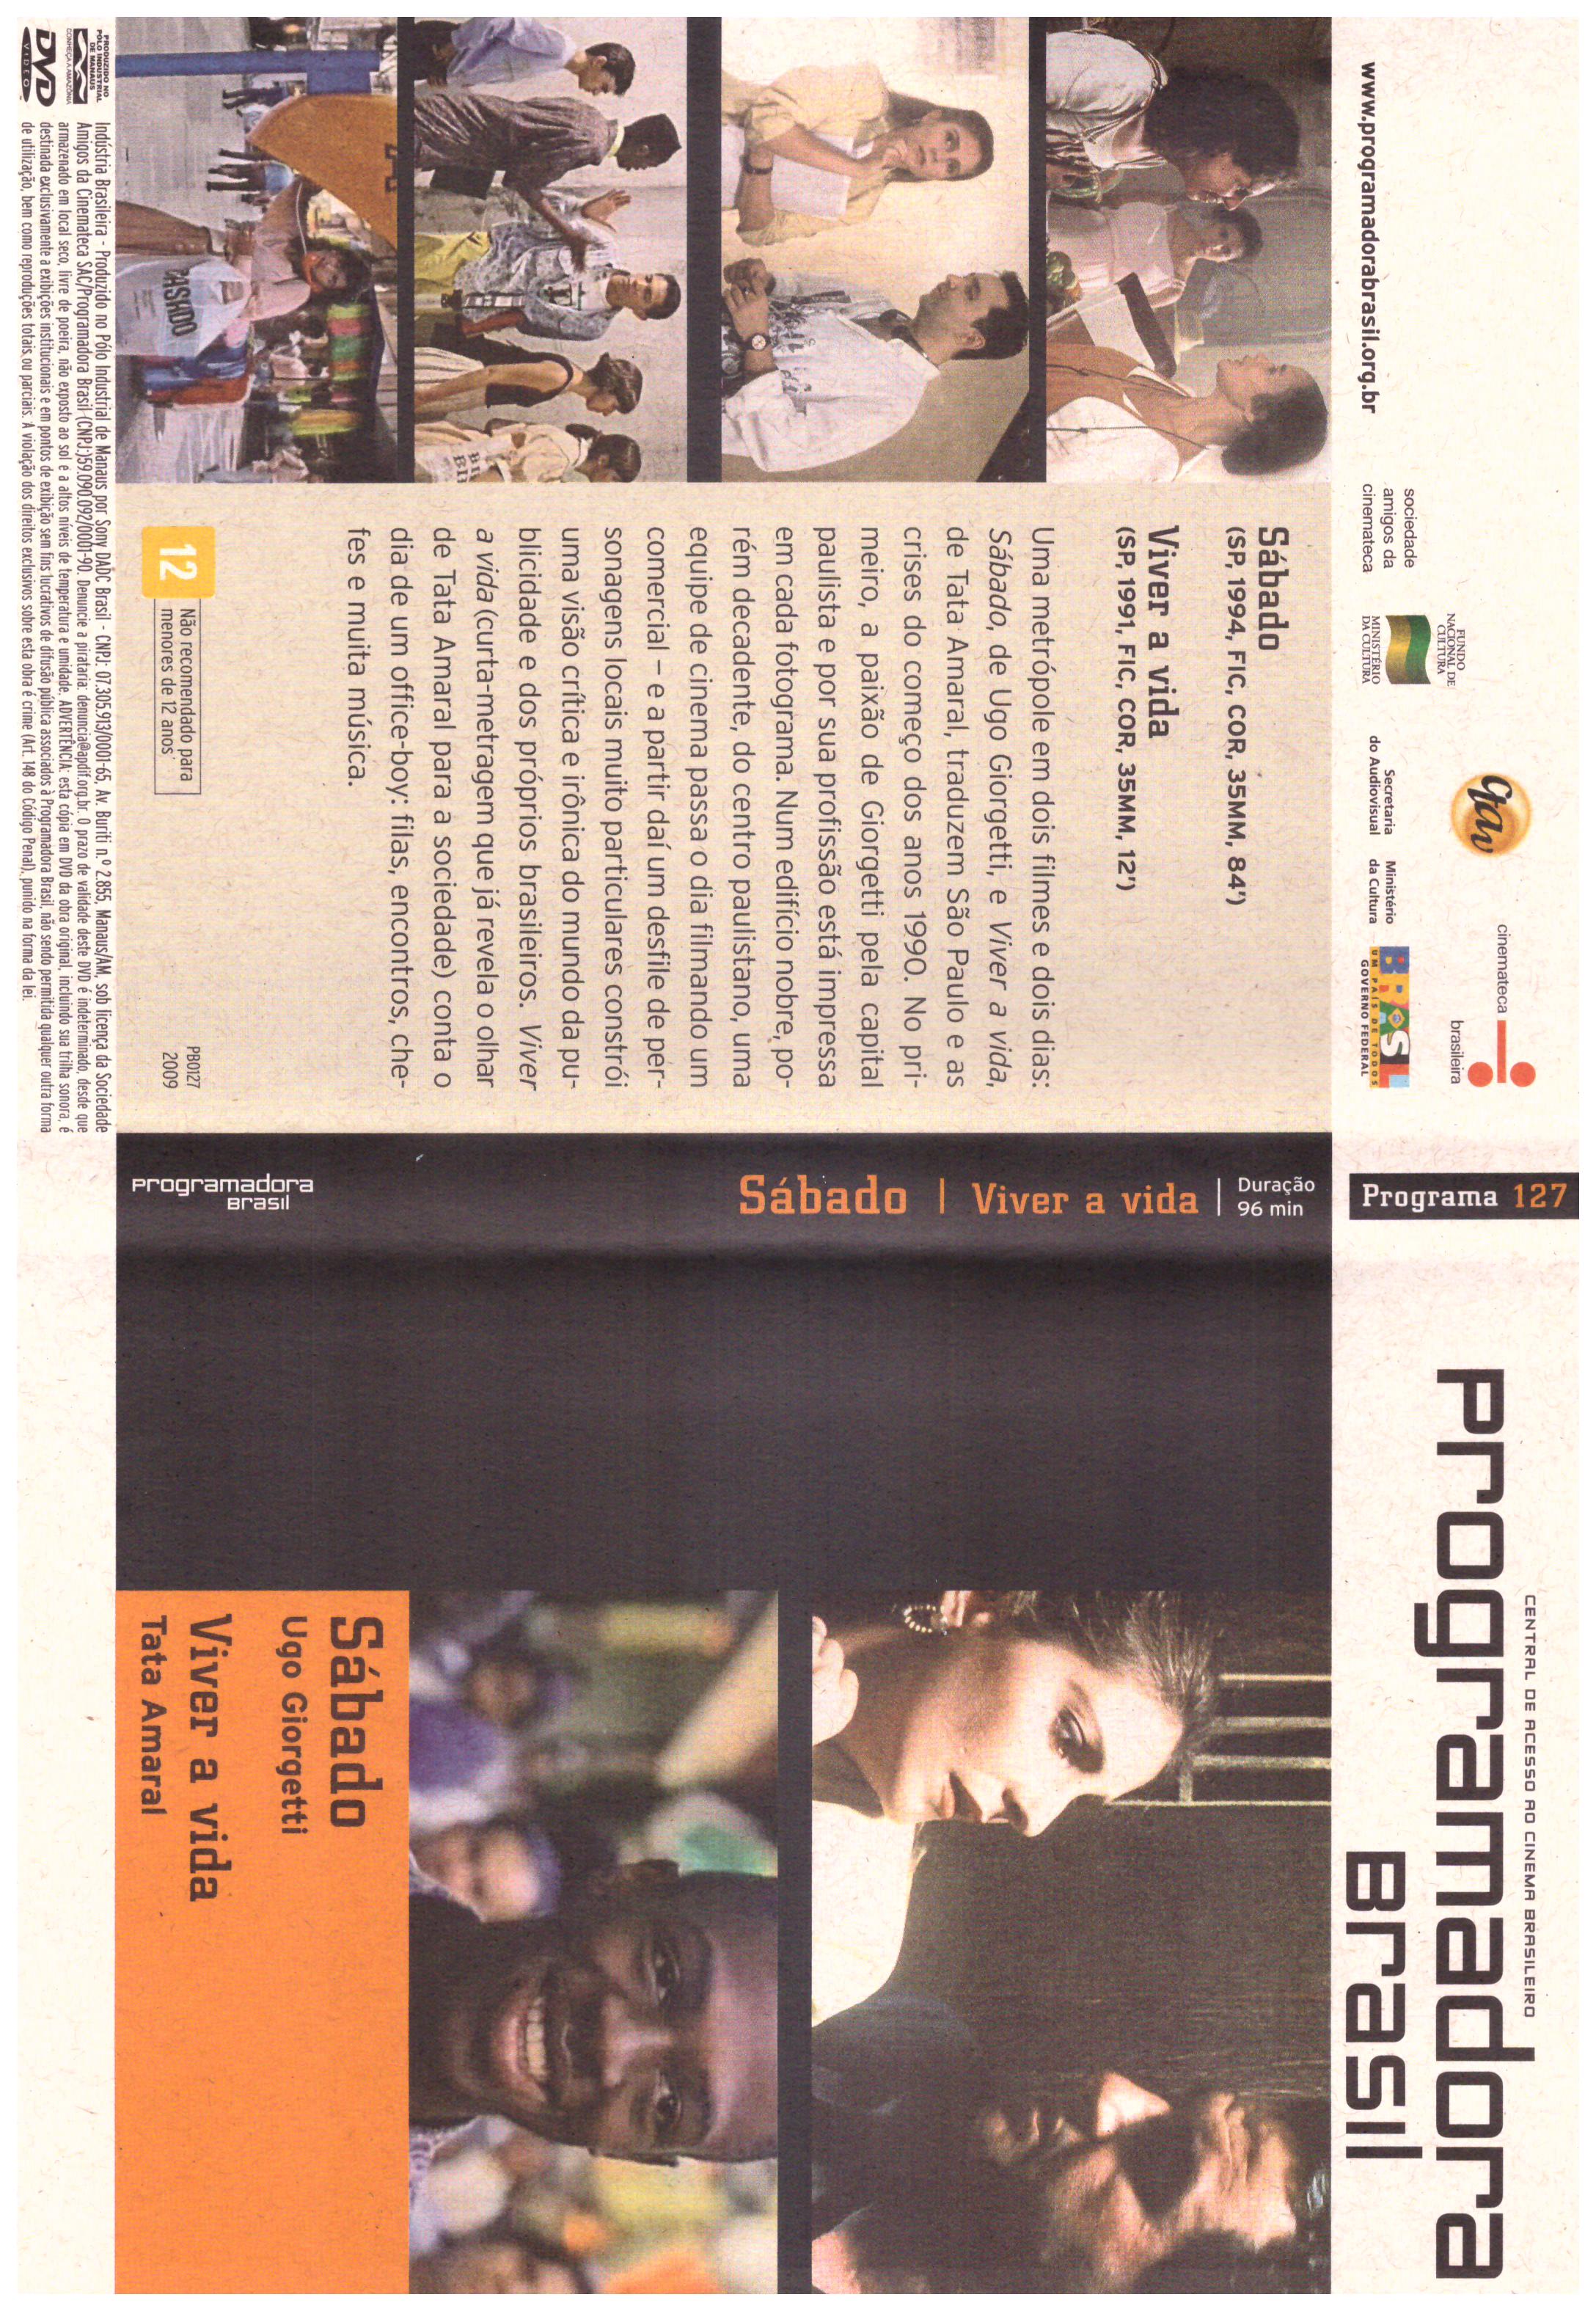 www.programadorabrasil.org.br
sociedade
amigos da
cinemateca
FUNDO
NACIONAL DE
CULTURA
MINISTÉRIO
DA CULTURA
ctav
Secretaria
do Audiovisual
Ministério
da Cultura
cinemateca
brasileira
BRASIL
UM PAÍS DE TODOS
GOVERNO FEDERAL
Sábado
(SP, 1994, FIC, COR, 35MM, 84')
Viver a vida
(SP, 1991, FIC, COR, 35MM, 12')
Uma metrópole em dois filmes e dois dias:
Sábado, de Ugo Giorgetti, e Viver a vida,
de Tata Amaral, traduzem São Paulo e as
crises do começo dos anos 1990. No pri-
meiro, a paixão de Giorgetti pela capital
paulista e por sua profissão está impressa
em cada fotograma. Num edifício nobre, po-
rém decadente, do centro paulistano, uma
equipe de cinema passa o dia filmando um
comercial – e a partir daí um desfile de per-
sonagens locais muito particulares constrói
uma visão crítica e irônica do mundo da pu-
blicidade e dos próprios brasileiros. Viver
a vida (curta-metragem que já revela o olhar
de Tata Amaral para a sociedade) conta o
dia de um office-boy: filas, encontros, che-
fes e muita música.
12
Não recomendado para
menores de 12 anos
PB0127
2009
PRODUZIDO NO
PÓLO INDUSTRIAL
DE MANAUS
CONHEÇA A AMAZÔNIA
DVD
VIDEO
Indústria Brasileira - Produzido no Pólo Industrial de Manaus por Sony DADC Brasil - CNPJ: 07.305.913/0001-65, Av. Buriti n.º 2.855, Manaus/AM, sob licença da Sociedade
Amigos da Cinemateca SAC/Programadora Brasil (CNPJ:)59.090.092/0001-90. Denuncie a pirataria: denuncia@apdif.org.br. O prazo de validade deste DVD é indeterminado, desde que
armazenado em local seco, livre de poeira, não exposto ao sol e a altos níveis de temperatura e umidade. ADVERTÊNCIA: esta cópia em DVD da obra original, incluindo sua trilha sonora, é
destinada exclusivamente a exibições institucionais e em pontos de exibição sem fins lucrativos de difusão pública associados à Programadora Brasil, não sendo permitida qualquer outra forma
de utilização, bem como reproduções totais ou parciais. A violação dos direitos exclusivos sobre esta obra é crime (Art. 148 do Código Penal), punido na forma da lei.
Programa 127
Duração
96 min
Sábado | Viver a vida |
Programadora
Brasil
CENTRAL DE ACESSO AO CINEMA BRASILEIRO
Programadora
Brasil
Sábado
Ugo Giorgetti
Viver a vida
Tata Amaral